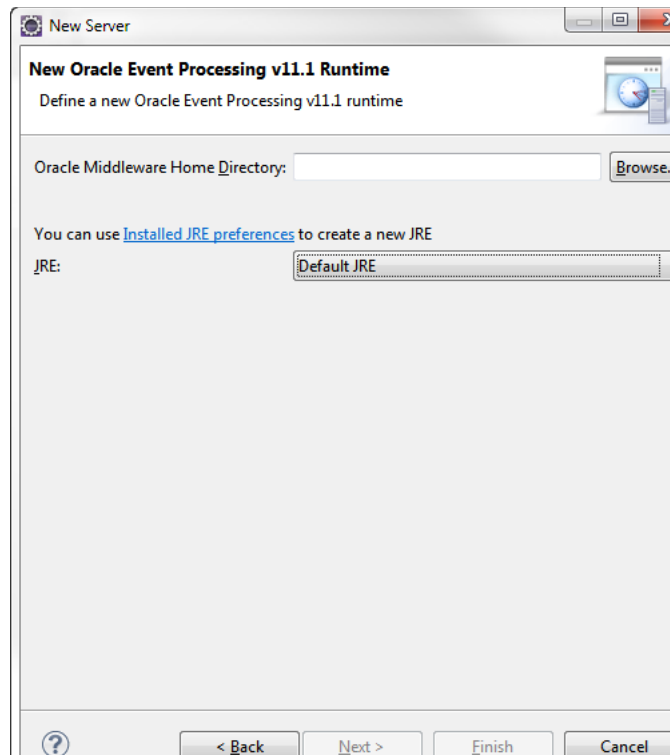 New Server
New Oracle Event Processing v11.1 Runtime
Define a new Oracle Event Processing v11.1 runtime
Oracle Middleware Home Directory: Browse.
You can use Installed JRE preferences to create a new JRE
JRE: Default JRE
? < Back Next > Finish Cancel